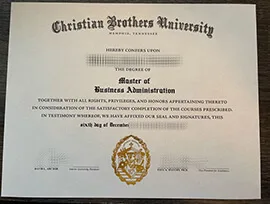 Christian Brothers University
MEMPHIS, TENNESSEE
HEREBY CONFERS UPON
THE DEGREE OF
Master of
Business Administration
TOGETHER WITH ALL RIGHTS, PRIVILEGES, AND HONORS APPERTAINING THERETO
IN CONSIDERATION OF THE SATISFACTORY COMPLETION OF THE COURSES PRESCRIBED.
IN TESTIMONY WHEREOF, WE HAVE AFFIXED OUR SEAL AND SIGNATURES, THIS
sixth day of December